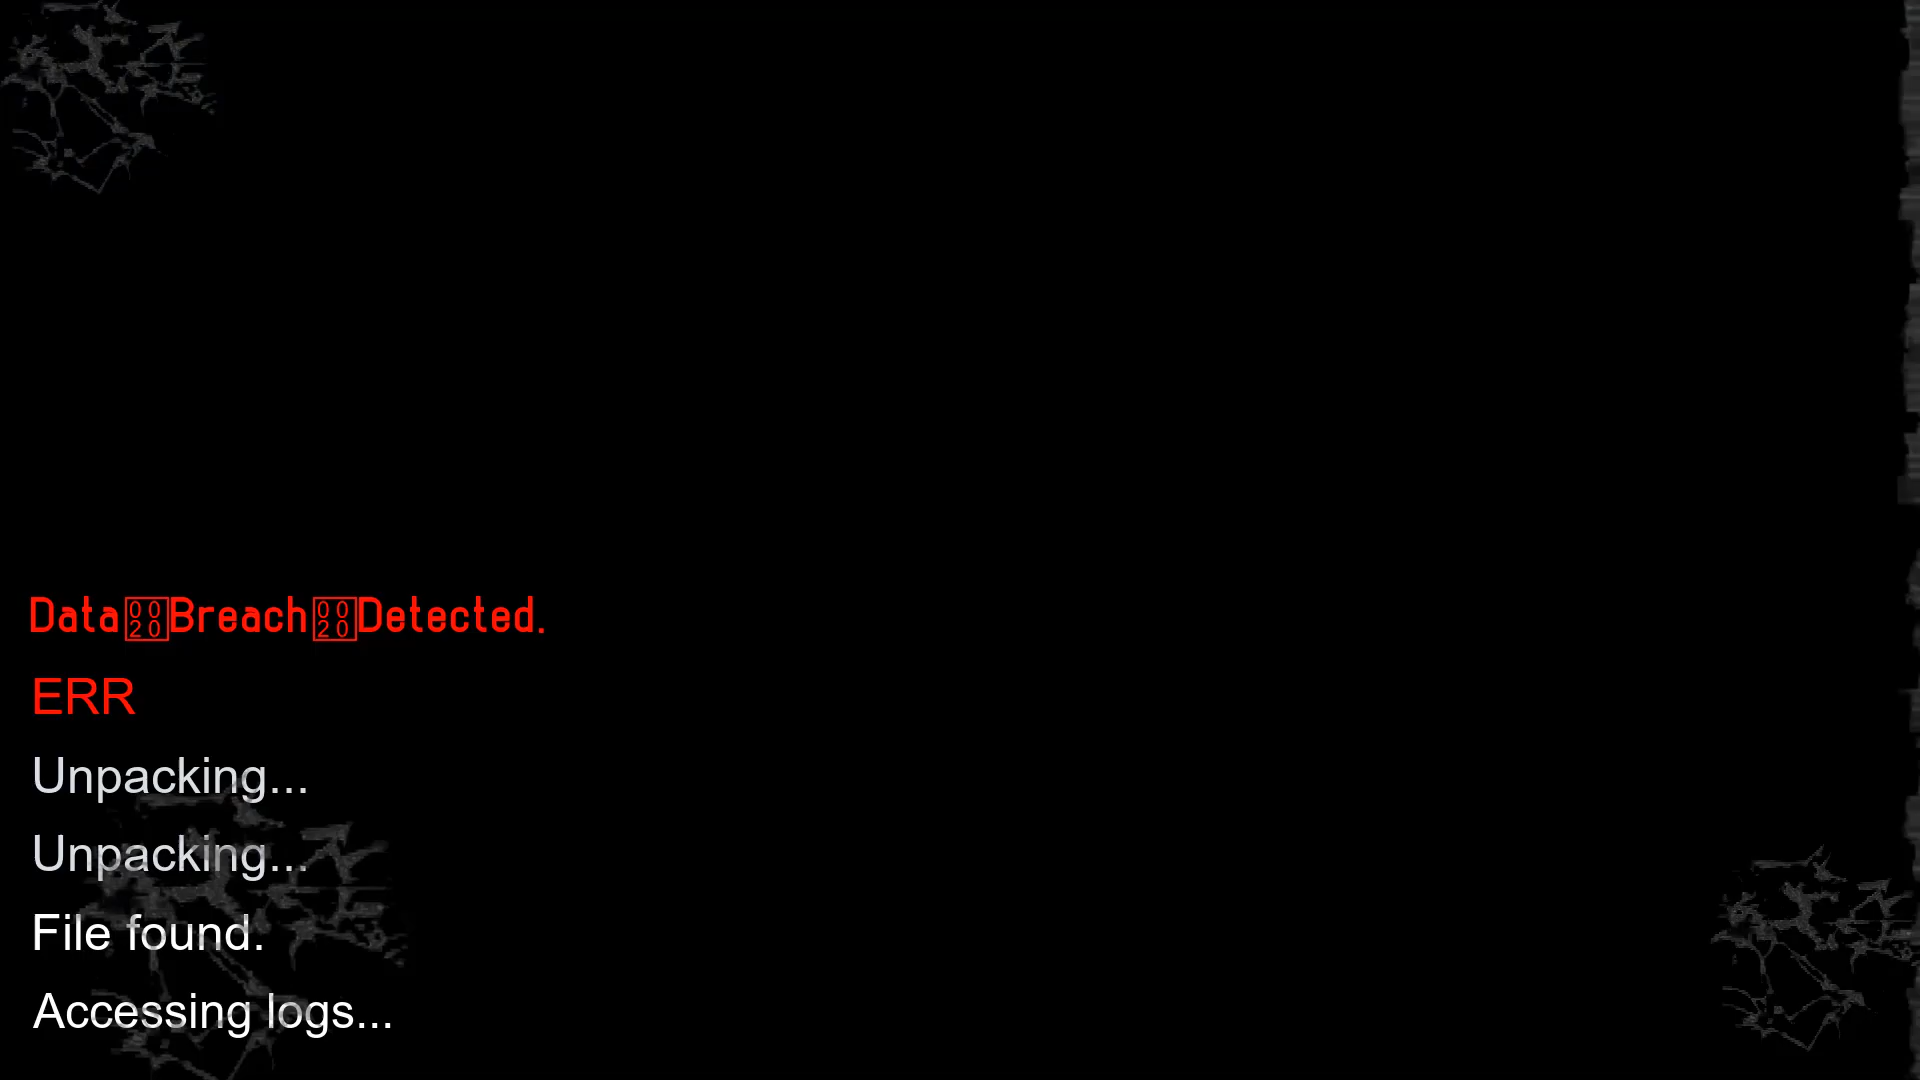 Data Breach Detected.
ERR
Unpacking...
Unpacking...
File found.
Accessing logs...